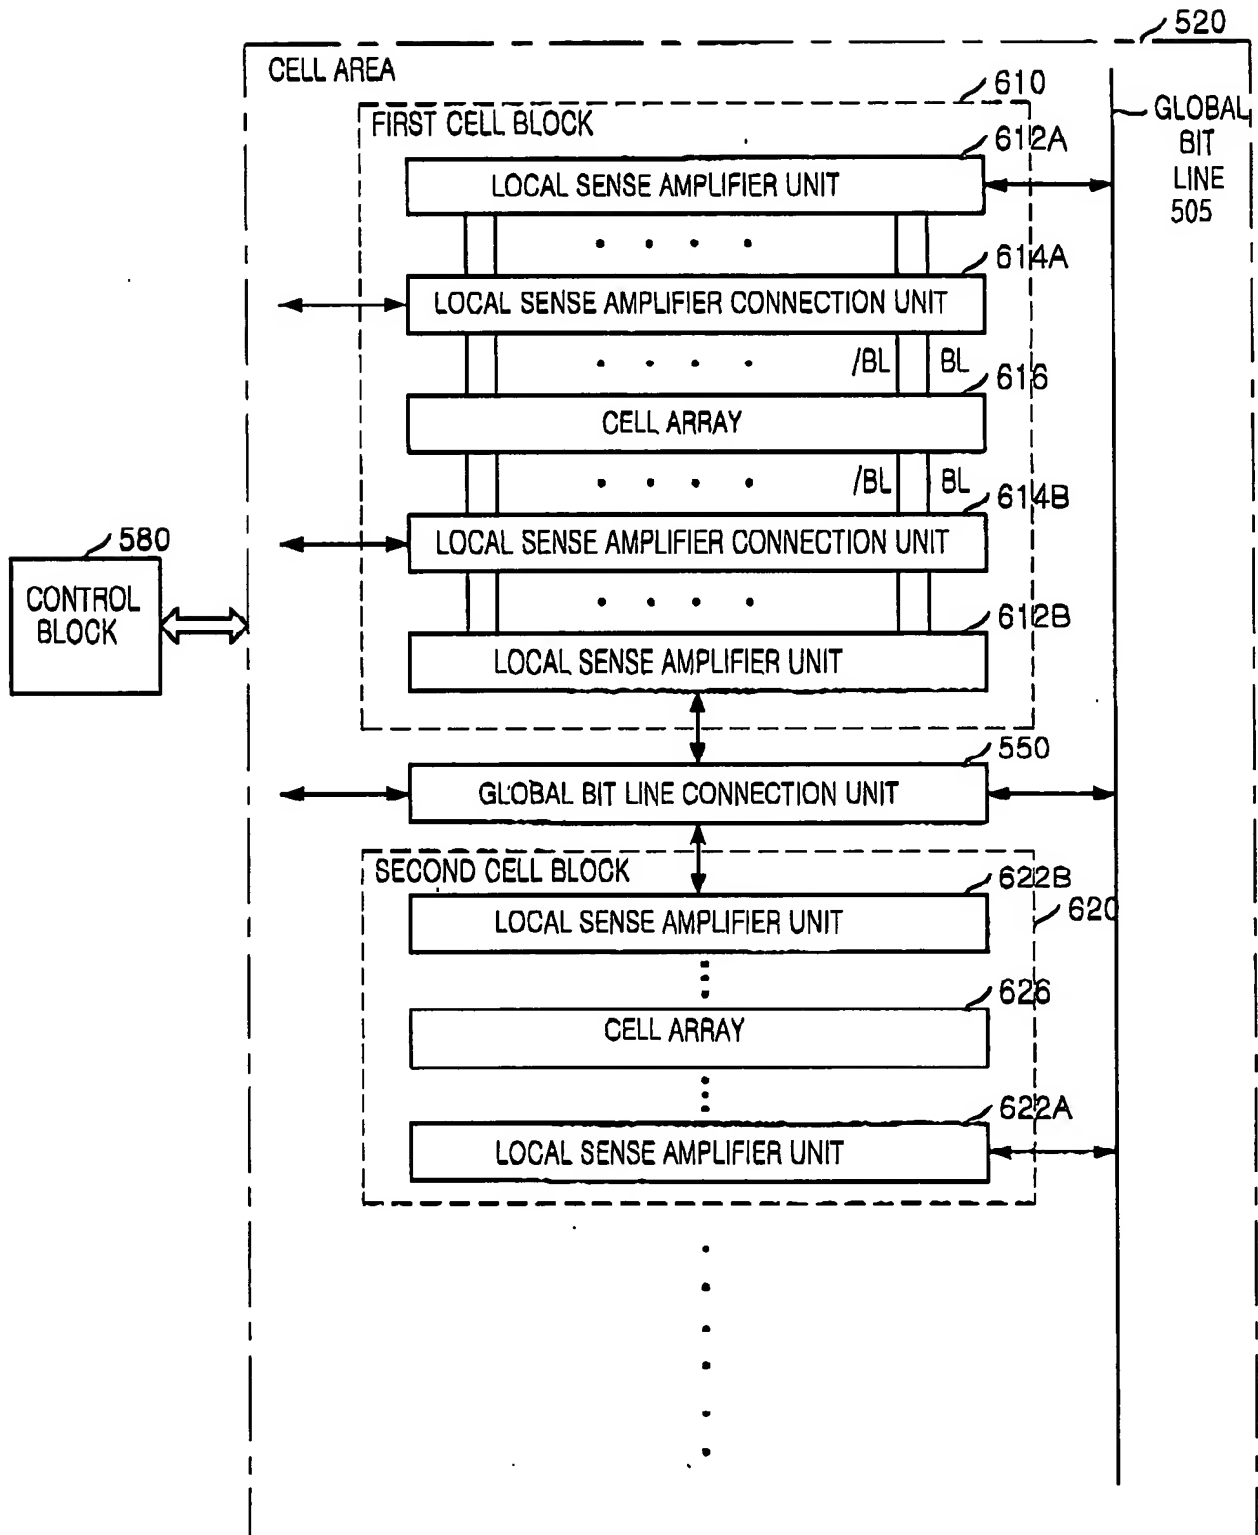 520
CELL AREA
610
GLOBAL
BIT
LINE
505
FIRST CELL BLOCK
612A
LOCAL SENSE AMPLIFIER UNIT
614A
LOCAL SENSE AMPLIFIER CONNECTION UNIT
/BL BL
616
CELL ARRAY
/BL BL
614B
LOCAL SENSE AMPLIFIER CONNECTION UNIT
580
CONTROL
BLOCK
612B
LOCAL SENSE AMPLIFIER UNIT
550
GLOBAL BIT LINE CONNECTION UNIT
SECOND CELL BLOCK
622B
620
LOCAL SENSE AMPLIFIER UNIT
626
CELL ARRAY
622A
LOCAL SENSE AMPLIFIER UNIT